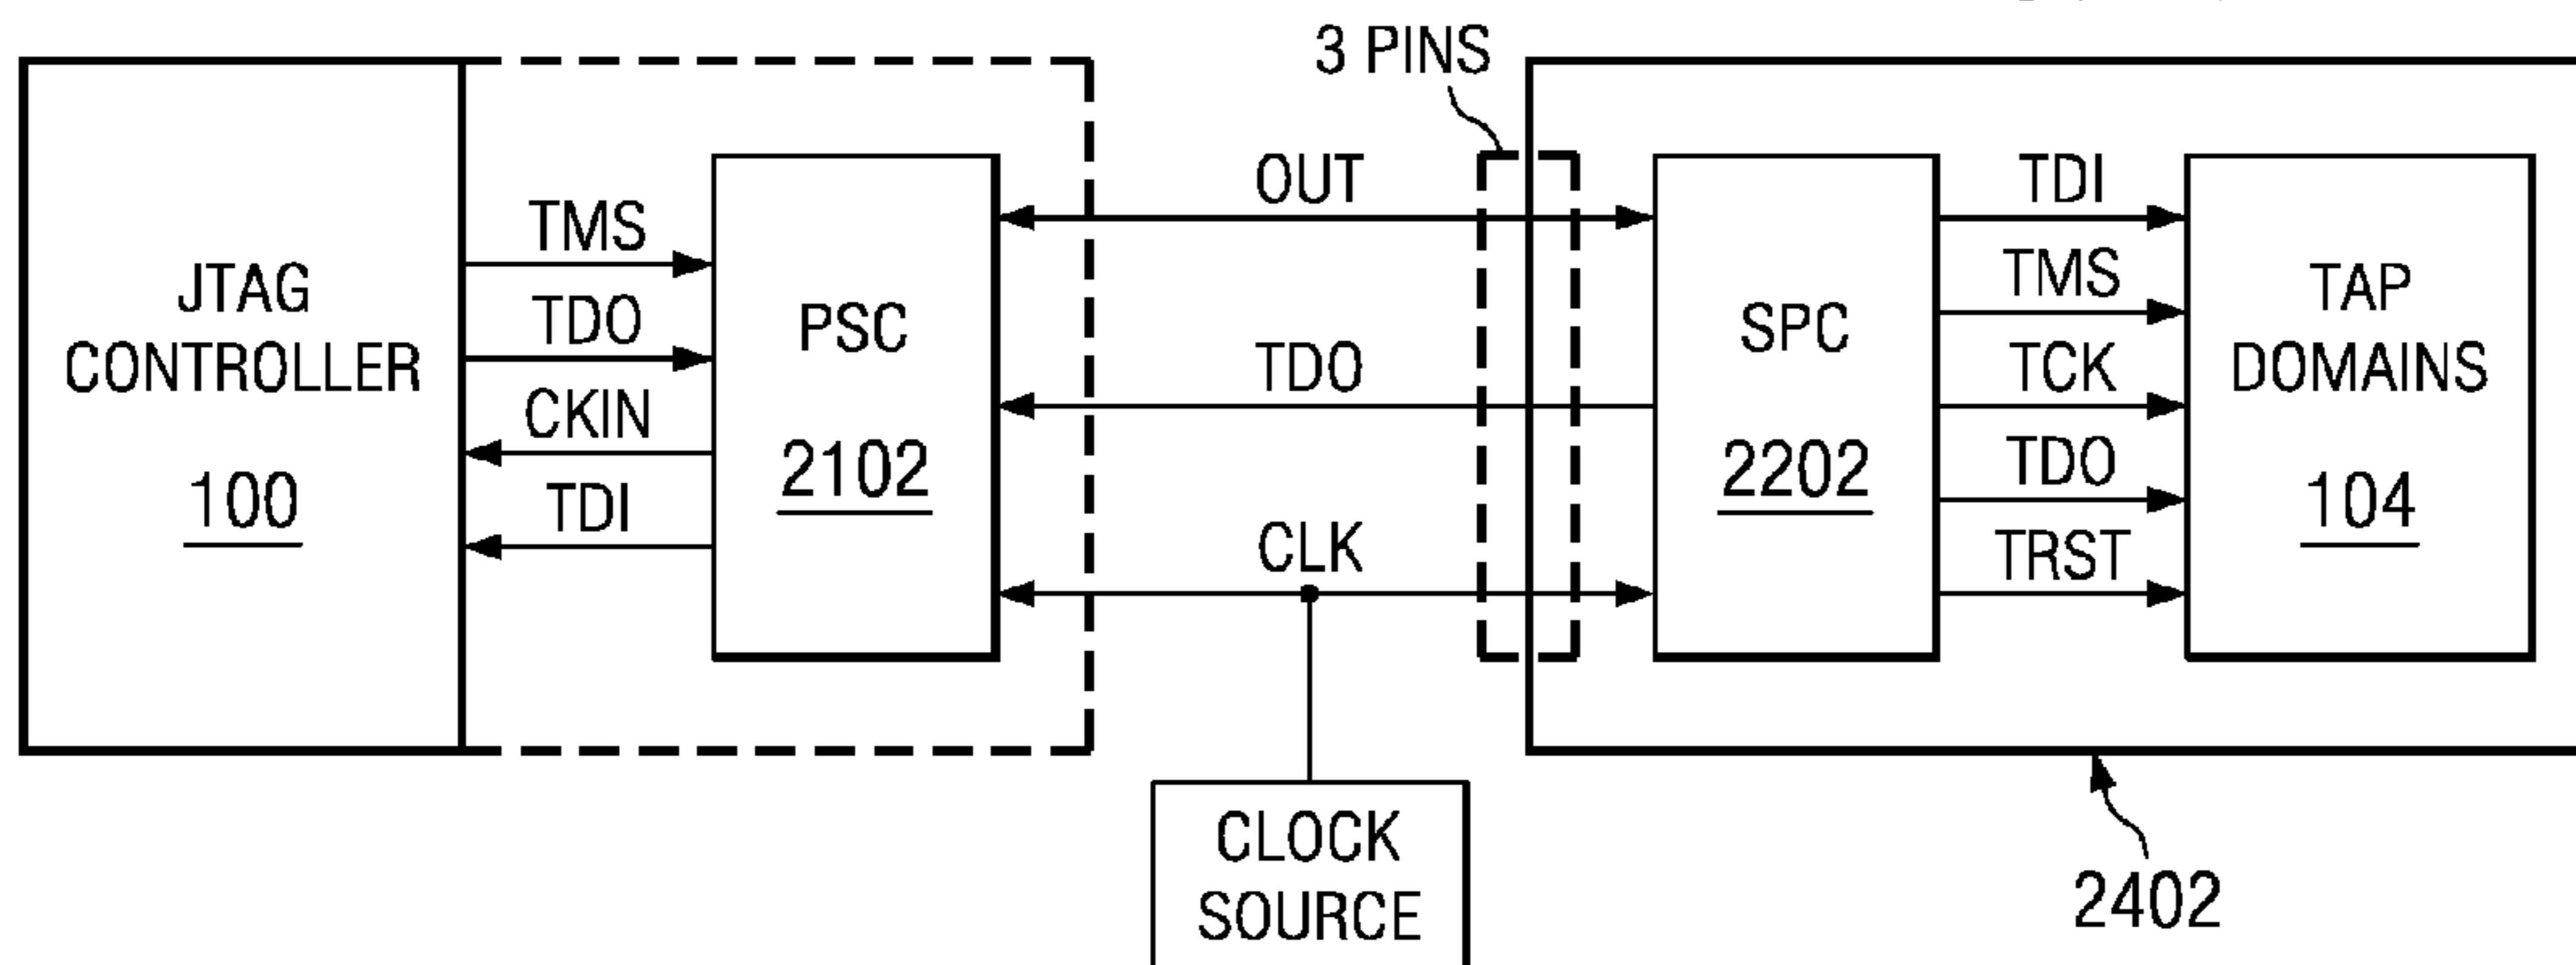 3 PINS
JTAG
CONTROLLER
100
TMS
TDO
CKIN
TDI
PSC
2102
OUT
TDO
CLK
SPC
2202
TDI
TMS
TCK
TDO
TRST
TAP
DOMAINS
104
CLOCK
SOURCE
2402